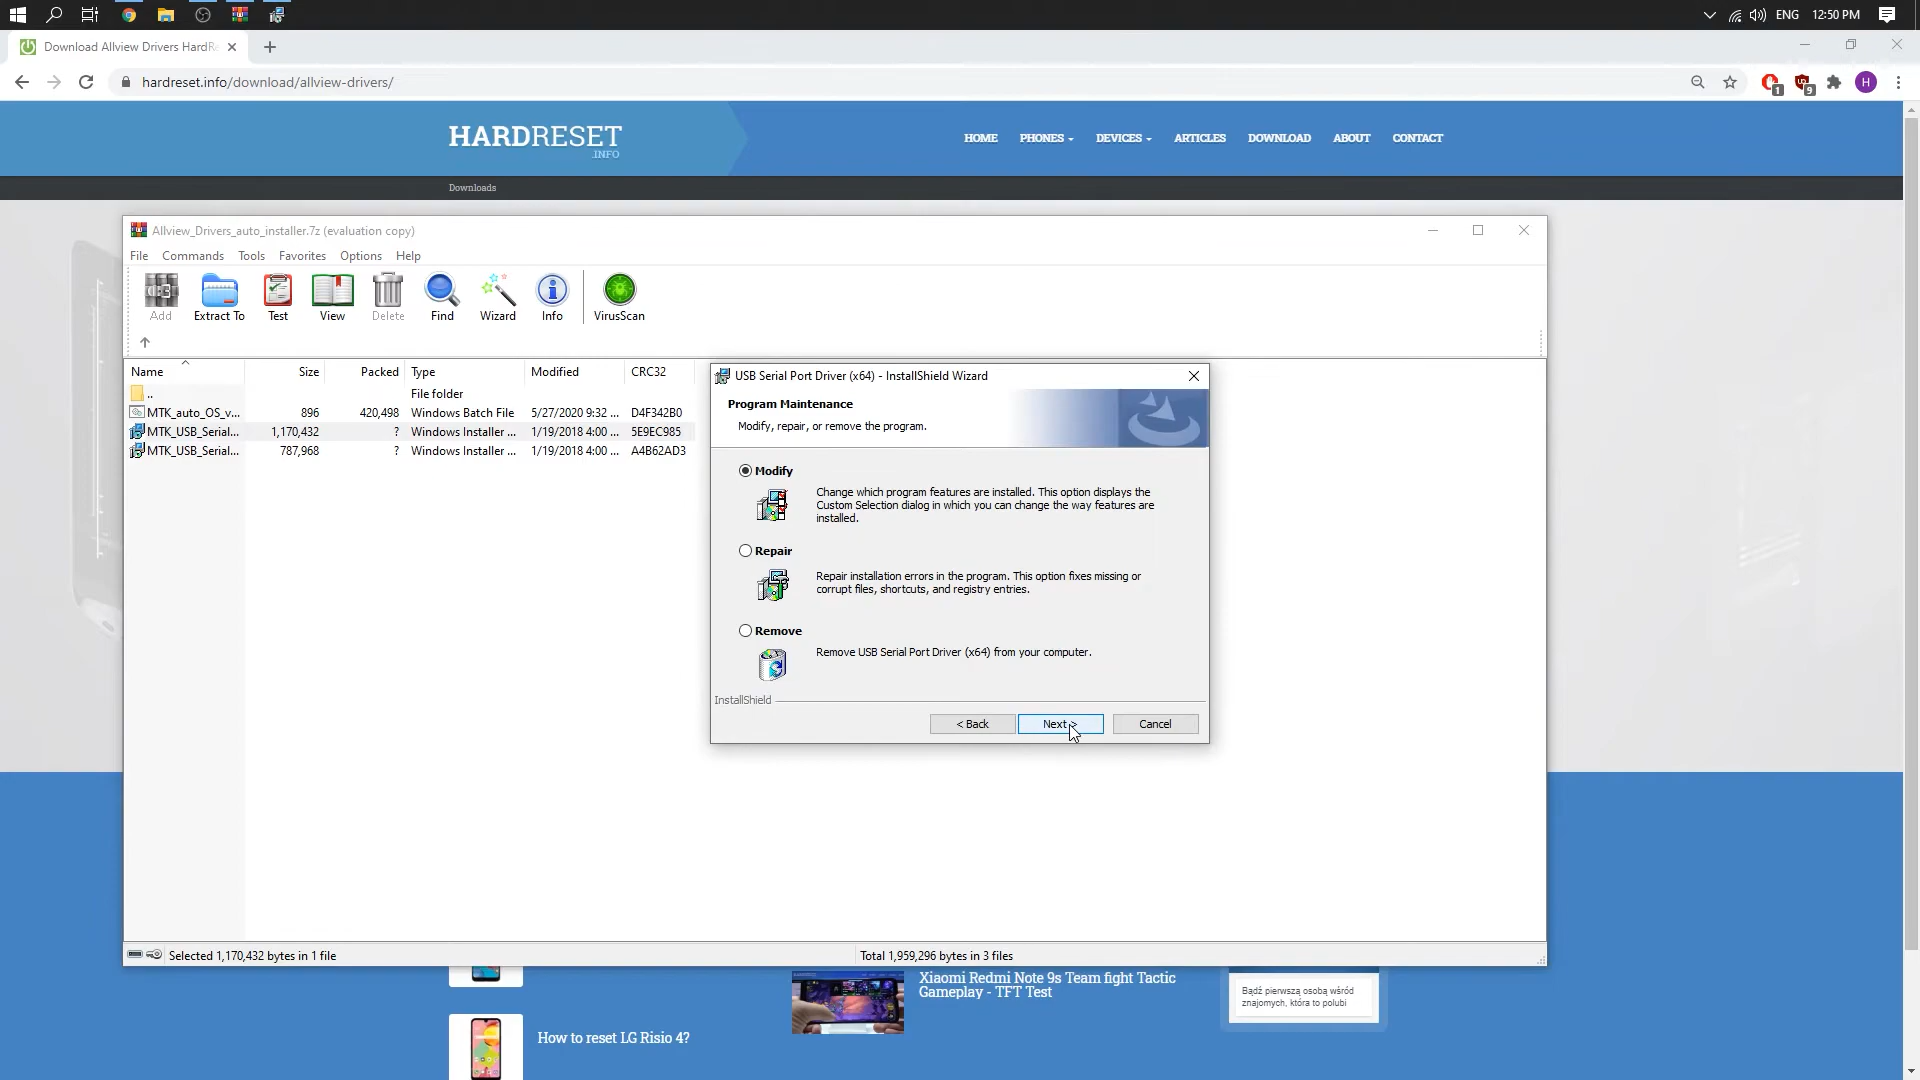 ENG
12:50 PM
Download Allview Drivers HardRe
hardreset.info/download/allview-drivers/
1
9
H
HARDRESET
.INFO
HOME
PHONES
DEVICES
ARTICLES
DOWNLOAD
ABOUT
CONTACT
Downloads
Allview_Drivers_auto_installer.7z (evaluation copy)
File Commands Tools Favorites Options Help
Add
Extract To
Test
View
Delete
Find
Wizard
Info
VirusScan
Name Size Packed Type Modified CRC32
.. File folder
MTK_auto_OS_v... 896 420,498 Windows Batch File 5/27/2020 9:32 ... D4F342B0
MTK_USB_Serial... 1,170,432 ? Windows Installer ... 1/19/2018 4:00 ... 5E9EC985
MTK_USB_Serial... 787,968 ? Windows Installer ... 1/19/2018 4:00 ... A4B62AD3
USB Serial Port Driver (x64) - InstallShield Wizard
Program Maintenance
Modify, repair, or remove the program.
Modify
Change which program features are installed. This option displays the
Custom Selection dialog in which you can change the way features are
installed.
Repair
Repair installation errors in the program. This option fixes missing or
corrupt files, shortcuts, and registry entries.
Remove
Remove USB Serial Port Driver (x64) from your computer.
InstallShield
< Back
Next >
Cancel
Selected 1,170,432 bytes in 1 file
Total 1,959,296 bytes in 3 files
Xiaomi Redmi Note 9s Team fight Tactic
Gameplay - TFT Test
Bądź pierwszą osobą wśród
znajomych, która to polubi
How to reset LG Risio 4?